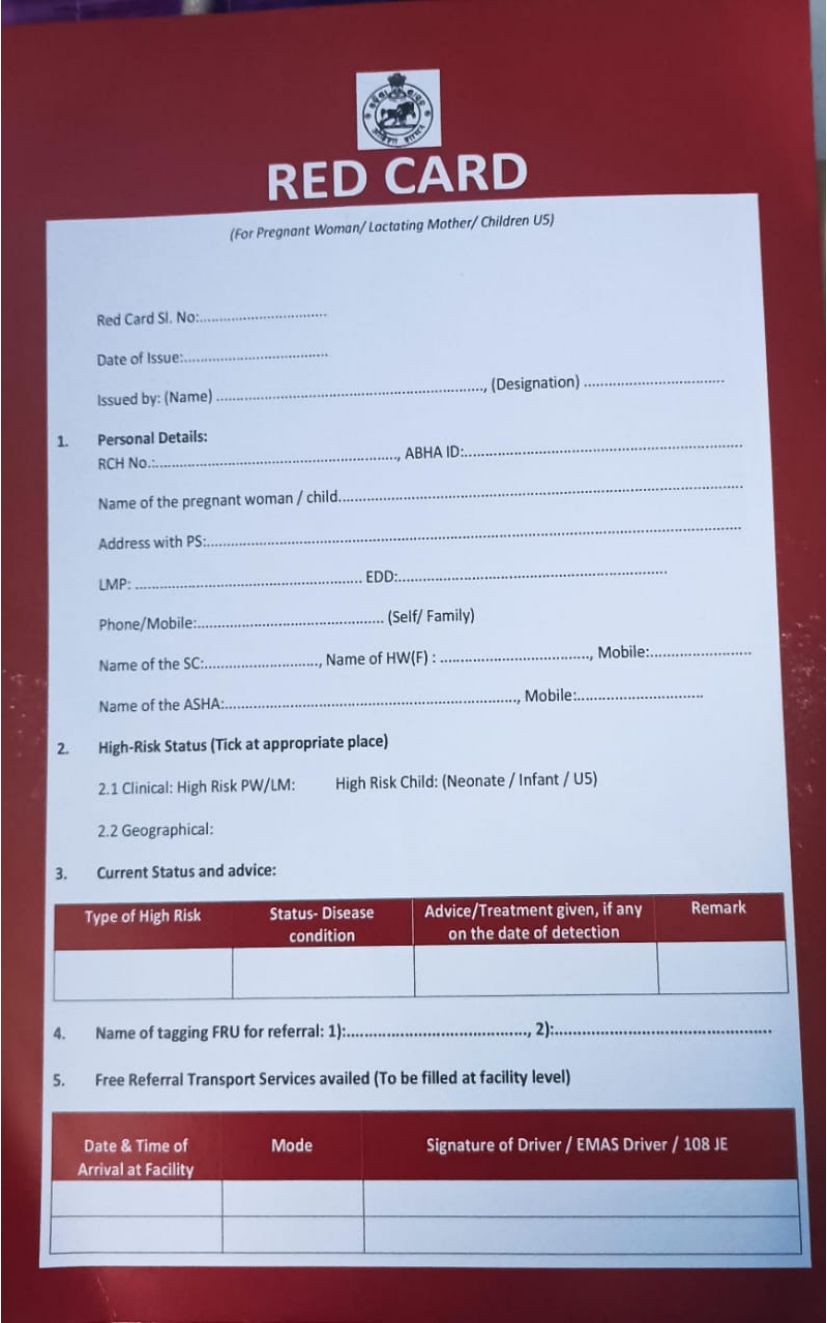 RED CARD
(For Pregnant Woman/ Lactating Mother/ Children U5)
Red Card Sl. No:................................
Date of Issue:....................................
Issued by: (Name) ................................................................., (Designation) ..................................
1. Personal Details:
RCH No.:..........................................................., ABHA ID:....................................................................
Name of the pregnant woman / child....................................................................................................
Address with PS:....................................................................................................................................
LMP: ......................................................... EDD:..................................................................
Phone/Mobile:.............................................. (Self/ Family)
Name of the SC:............................, Name of HW(F) : ....................................., Mobile:.........................
Name of the ASHA:........................................................................, Mobile:...............................
2. High-Risk Status (Tick at appropriate place)
2.1 Clinical: High Risk PW/LM: High Risk Child: (Neonate / Infant / U5)
2.2 Geographical:
3. Current Status and advice:
Type of High Risk Status- Disease Advice/Treatment given, if any Remark
condition on the date of detection
4. Name of tagging FRU for referral: 1):......................................, 2):.............................................
5. Free Referral Transport Services availed (To be filled at facility level)
Date & Time of Mode Signature of Driver / EMAS Driver / 108 JE
Arrival at Facility